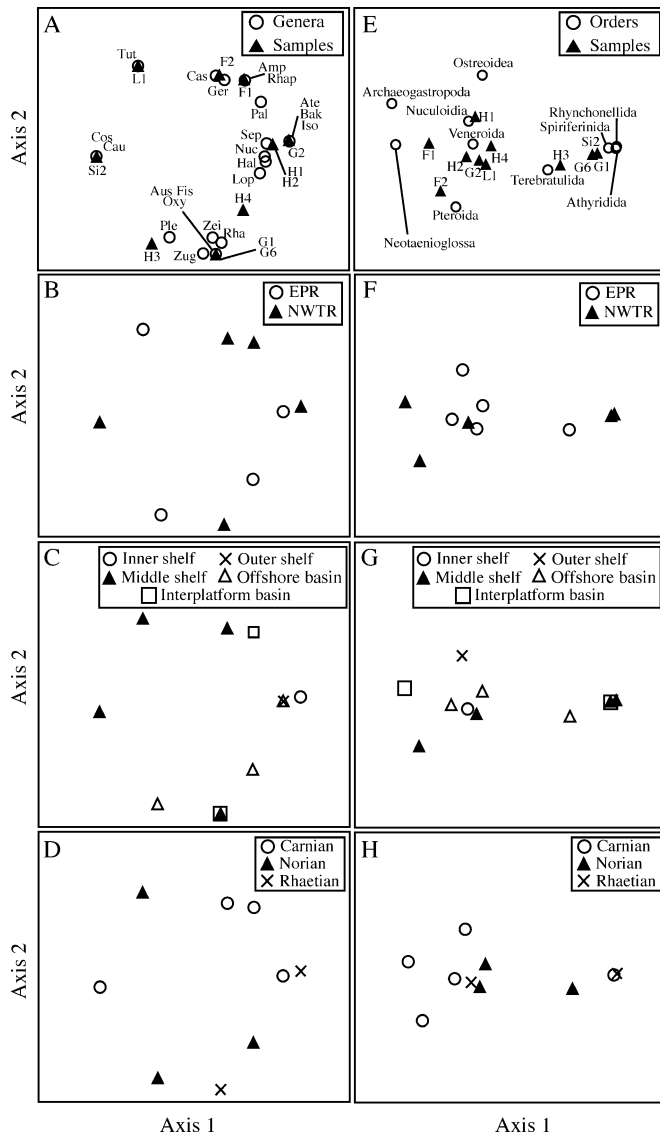 A
Genera
Samples
Tut
L1
Cas
F2
Ger
Amp
Rhap
F1
Pal
Ate
Bak
Iso
G2
Sep
Nuc
Hal
Lop
H1
H2
Cos
Cau
Si2
Aus Fis
Oxy
H4
Ple
Zei
Rha
H3
Zug
G1
G6
Axis 2
E
Orders
Samples
Ostreoidea
Archaeogastropoda
Nuculoidia
H1
Veneroida
F1
H2
G2
L1
H4
F2
Pteroida
Neotaenioglossa
Rhynchonellida
Spiriferinida
Si2
H3
G6
G1
Terebratulida
Athyridida
B
EPR
NWTR
Axis 2
F
EPR
NWTR
C
Inner shelf
Outer shelf
Middle shelf
Offshore basin
Interplatform basin
Axis 2
G
Inner shelf
Outer shelf
Middle shelf
Offshore basin
Interplatform basin
D
Carnian
Norian
Rhaetian
Axis 2
H
Carnian
Norian
Rhaetian
Axis 1
Axis 1